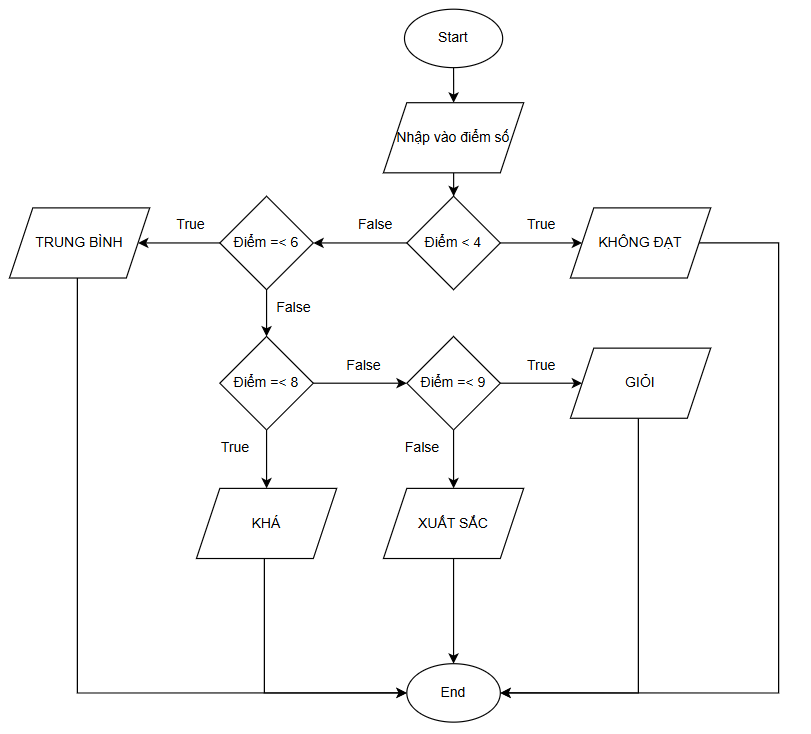 Start
Nhập vào điểm số
True
False
True
TRUNG BÌNH
Điểm =< 6
Điểm < 4
KHÔNG ĐẠT
False
False
True
Điểm =< 8
Điểm =< 9
GIỎI
True
False
KHÁ
XUẤT SẮC
End